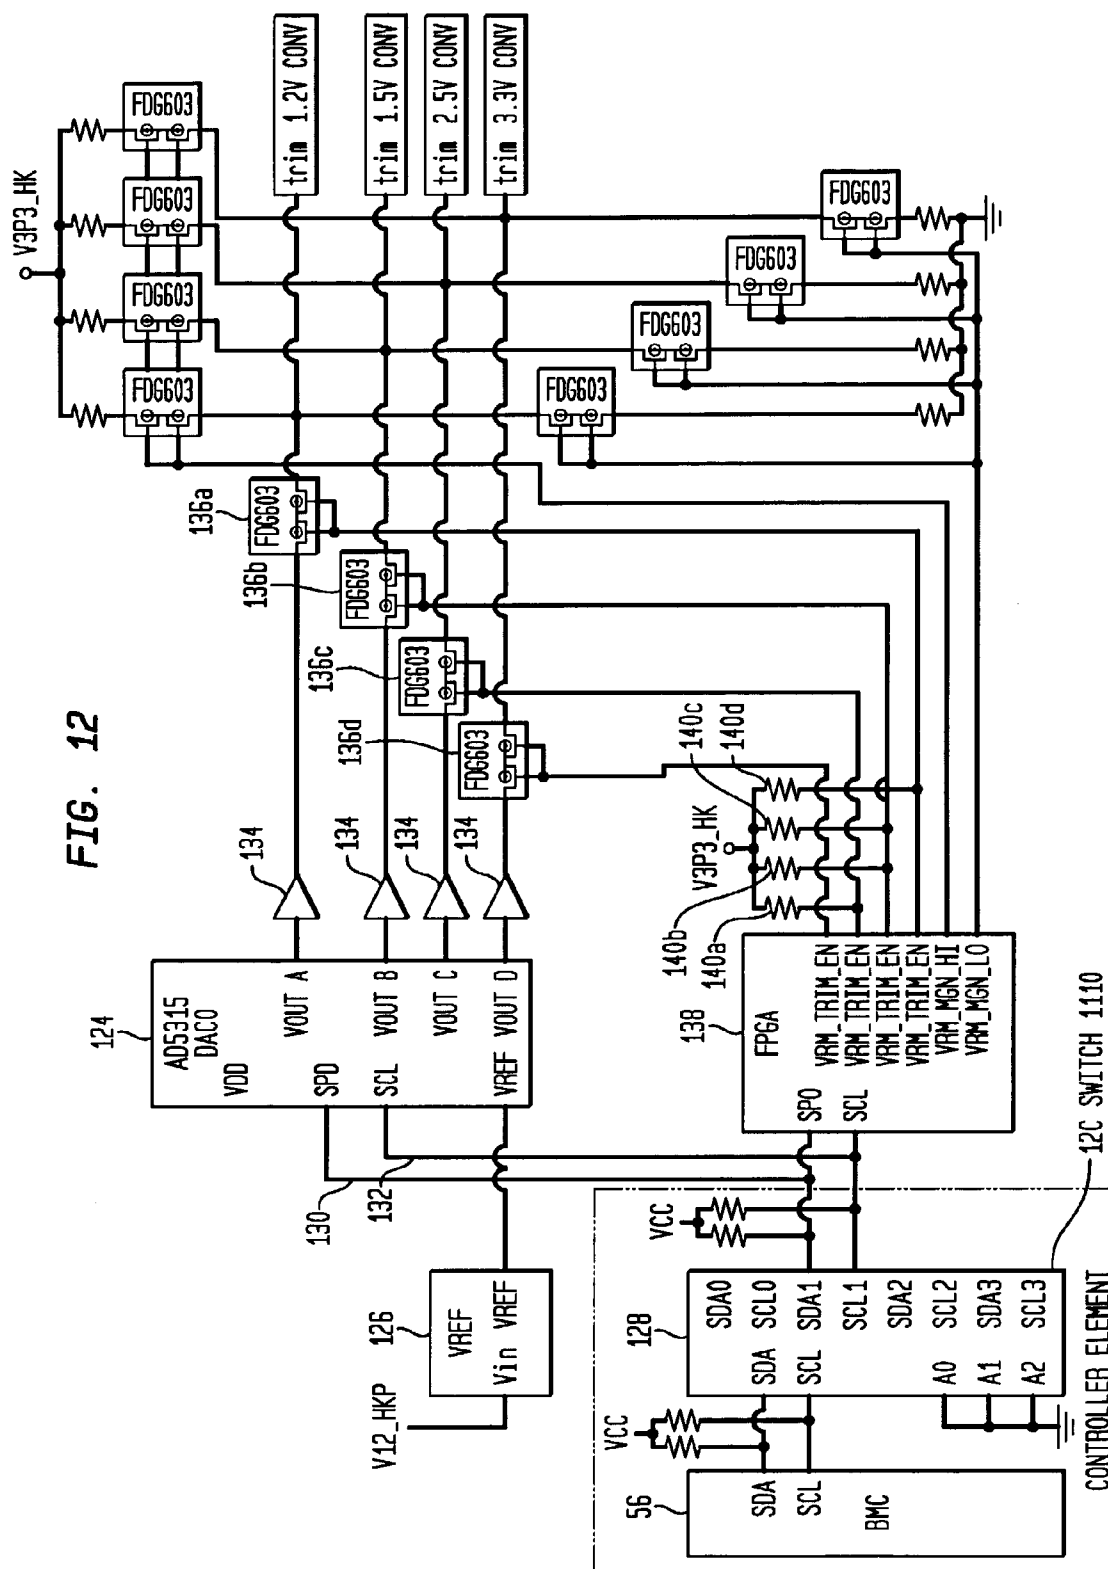 FIG. 12
V3P3_HK
FDG603
FDG603
FDG603
FDG603
trim 1.2V CONV
trim 1.5V CONV
trim 2.5V CONV
trim 3.3V CONV
136a
FDG603
136b
FDG603
136c
FDG603
136d
FDG603
FDG603
FDG603
FDG603
FDG603
134
134
134
134
124
AD5315
DACO
VDD
SPD
SCL
VREF
VOUT A
VOUT B
VOUT C
VOUT D
130
132
126
VREF
Vin VREF
V12_HKP
V3P3_HK
140a
140b
140c
140d
138
FPGA
SPO
SCL
VRM_TRIM_EN
VRM_TRIM_EN
VRM_TRIM_EN
VRM_TRIM_EN
VRM_MGN_HI
VRM_MGN_LO
VCC
128
SDA
SCL
A0
A1
A2
SDA0
SCL0
SDA1
SCL1
SDA2
SCL2
SDA3
SCL3
12C SWITCH 1110
VCC
56
SDA
SCL
BMC
CONTROLLER ELEMENT